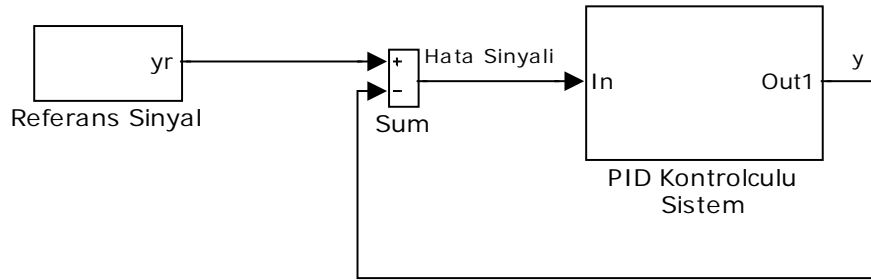 yr
Referans Sinyal
+
−
Sum
Hata Sinyali
In
Out1
PID Kontrolculu
Sistem
y